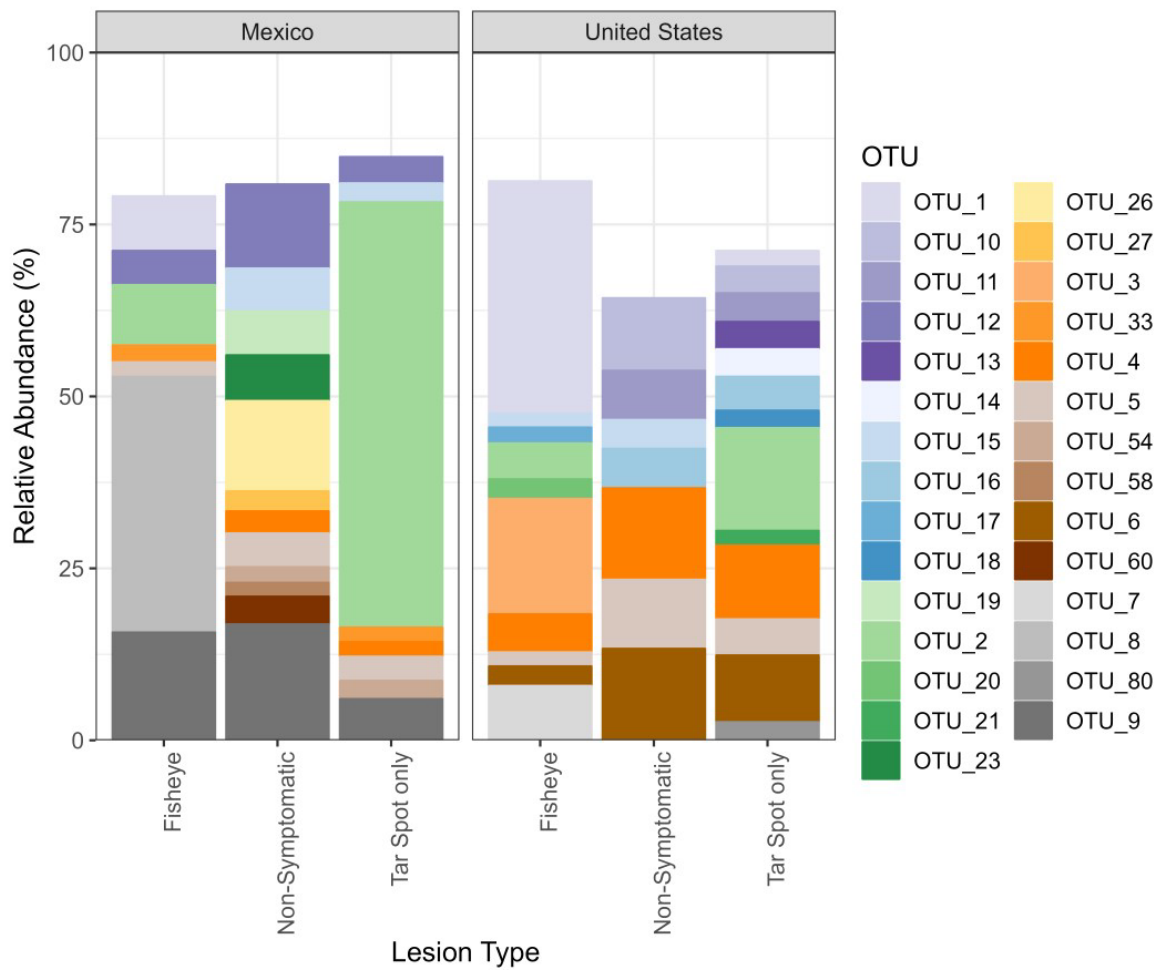 Mexico
United States
100
75
50
25
0
Relative Abundance (%)
Fisheye
Non-Symptomatic
Tar Spot only
Fisheye
Non-Symptomatic
Tar Spot only
Lesion Type
OTU
OTU_1
OTU_10
OTU_11
OTU_12
OTU_13
OTU_14
OTU_15
OTU_16
OTU_17
OTU_18
OTU_19
OTU_2
OTU_20
OTU_21
OTU_23
OTU_26
OTU_27
OTU_3
OTU_33
OTU_4
OTU_5
OTU_54
OTU_58
OTU_6
OTU_60
OTU_7
OTU_8
OTU_80
OTU_9